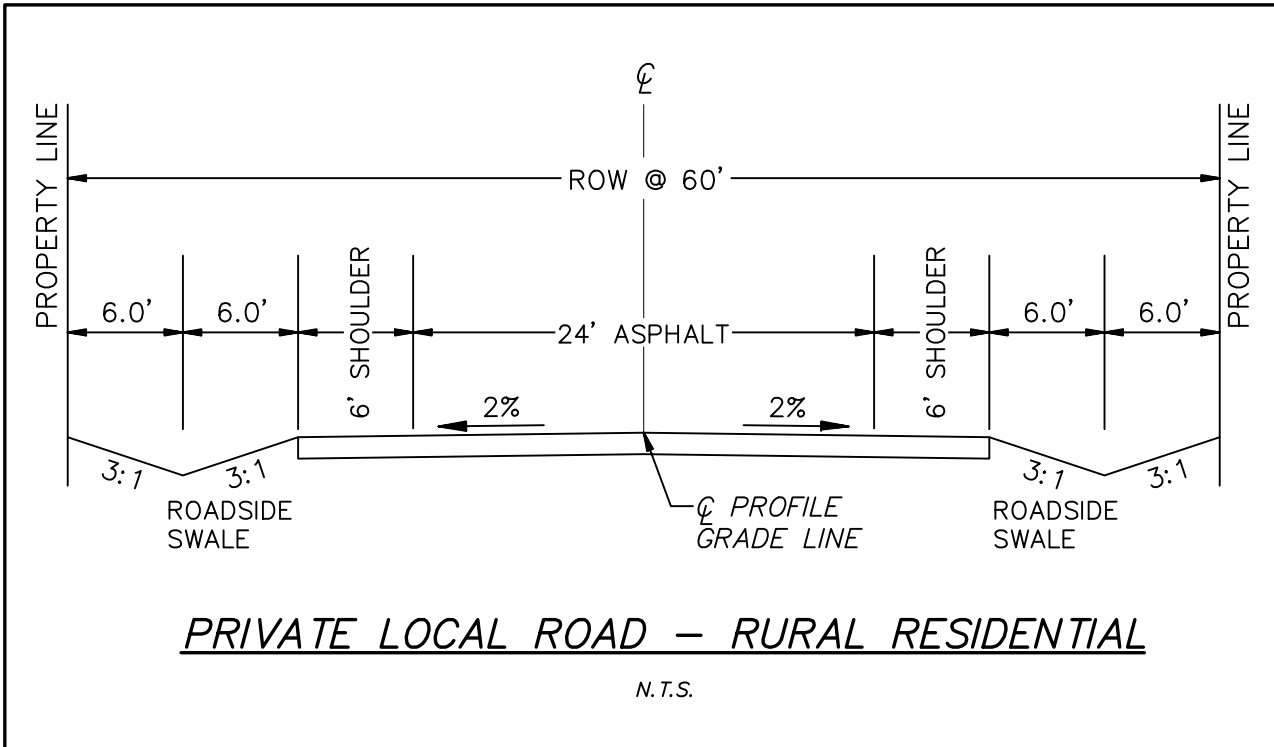 ℄
PROPERTY LINE
PROPERTY LINE
ROW @ 60'
6.0'
6.0'
6' SHOULDER
24' ASPHALT
6' SHOULDER
6.0'
6.0'
2%
2%
3:1
3:1
3:1
3:1
ROADSIDE
SWALE
℄ PROFILE
GRADE LINE
ROADSIDE
SWALE
PRIVATE LOCAL ROAD – RURAL RESIDENTIAL
N.T.S.